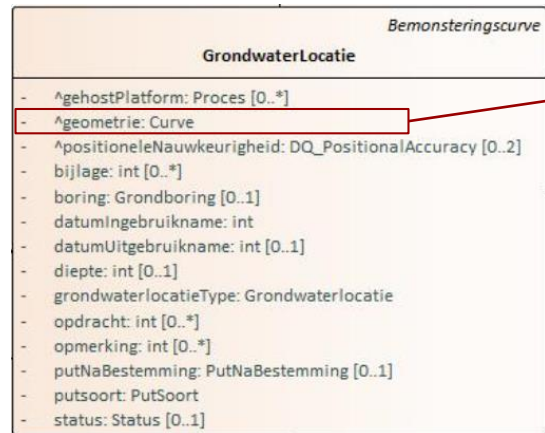 Bemonsteringscurve
GrondwaterLocatie
- ^gehostPlatform: Proces [0..*]
- ^geometrie: Curve
- ^positioneleNauwkeurigheid: DQ_PositionalAccuracy [0..2]
- bijlage: int [0..*]
- boring: Grondboring [0..1]
- datumIngebruikname: int
- datumUitgebruikname: int [0..1]
- diepte: int [0..1]
- grondwaterlocatieType: Grondwaterlocatie
- opdracht: int [0..*]
- opmerking: int [0..*]
- putNaBestemming: PutNaBestemming [0..1]
- putsoort: PutSoort
- status: Status [0..1]